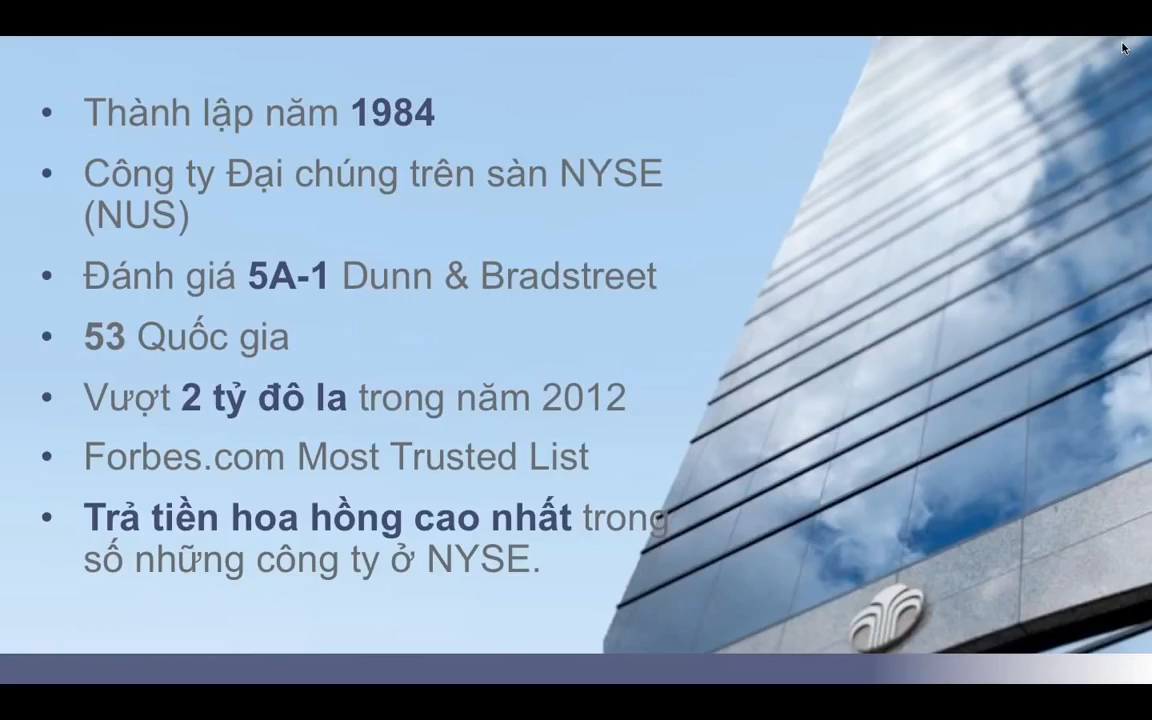 • Thành lập năm 1984
• Công ty Đại chúng trên sàn NYSE
(NUS)
• Đánh giá 5A-1 Dunn & Bradstreet
• 53 Quốc gia
• Vượt 2 tỷ đô la trong năm 2012
• Forbes.com Most Trusted List
• Trả tiền hoa hồng cao nhất trong
số những công ty ở NYSE.